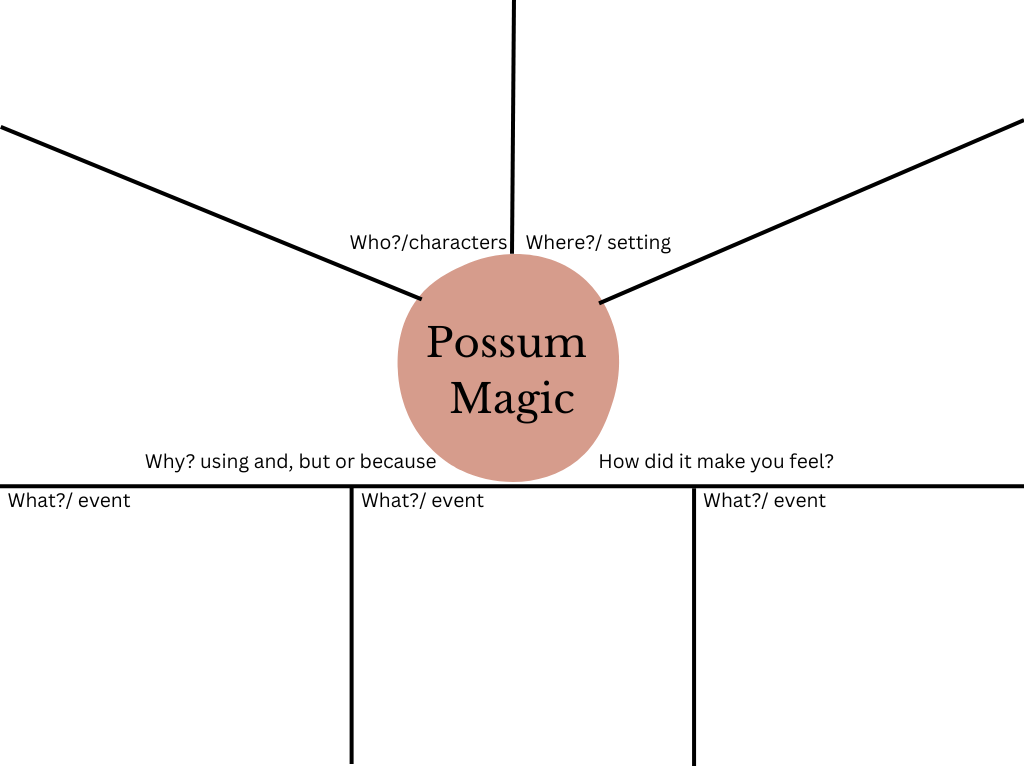 Who?/characters
Where?/ setting
Possum
Magic
Why? using and, but or because
How did it make you feel?
What?/ event
What?/ event
What?/ event